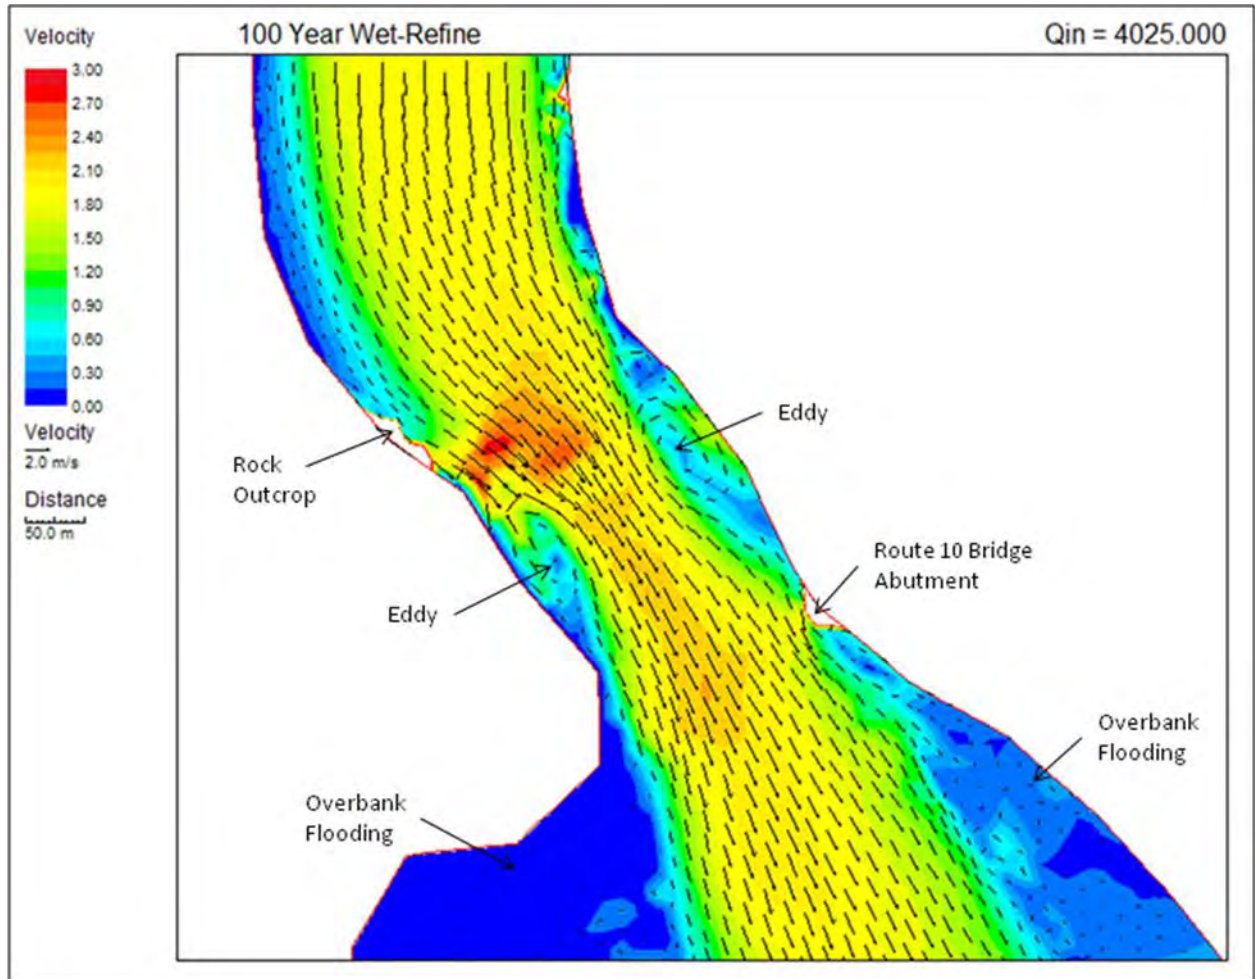 Velocity
100 Year Wet-Refine
Qin = 4025.000
3.00
2.70
2.40
2.10
1.80
1.50
1.20
0.90
0.60
0.30
0.00
Velocity
2.0 m/s
Distance
50.0 m
Eddy
Rock
Outcrop
Route 10 Bridge
Abutment
Eddy
Overbank
Flooding
Overbank
Flooding